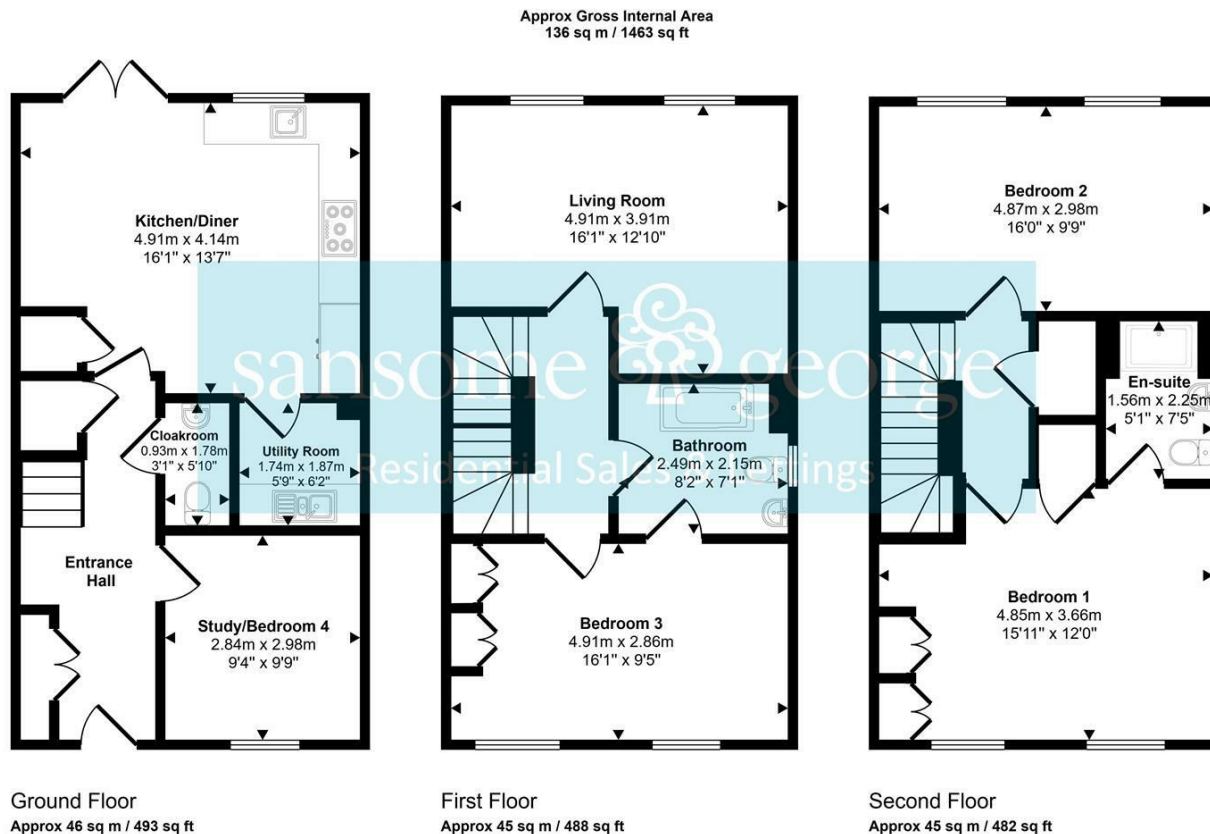 Approx Gross Internal Area
136 sq m / 1463 sq ft
Kitchen/Diner
4.91m x 4.14m
16'1" x 13'7"
Cloakroom
0.93m x 1.78m
3'1" x 5'10"
Utility Room
1.74m x 1.87m
5'9" x 6'2"
Entrance
Hall
Study/Bedroom 4
2.84m x 2.98m
9'4" x 9'9"
Ground Floor
Approx 46 sq m / 493 sq ft
Living Room
4.91m x 3.91m
16'1" x 12'10"
Bathroom
2.49m x 2.15m
8'2" x 7'1"
Bedroom 3
4.91m x 2.86m
16'1" x 9'5"
First Floor
Approx 45 sq m / 488 sq ft
Bedroom 2
4.87m x 2.98m
16'0" x 9'9"
En-suite
1.56m x 2.25m
5'1" x 7'5"
Bedroom 1
4.85m x 3.66m
15'11" x 12'0"
Second Floor
Approx 45 sq m / 482 sq ft
sansome george
Residential Sales & Lettings